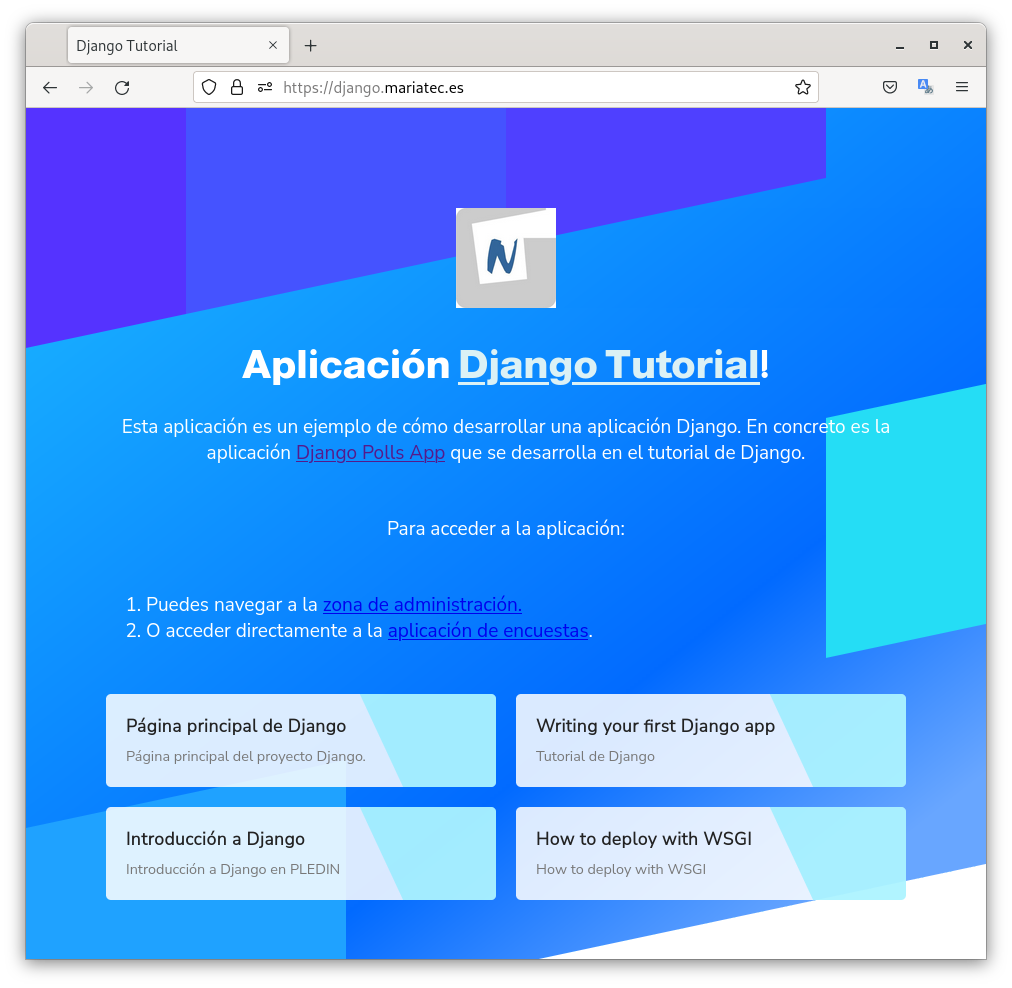 Django Tutorial
https://django.mariatec.es
N
Aplicación Django Tutorial!
Esta aplicación es un ejemplo de cómo desarrollar una aplicación Django. En concreto es la
aplicación Django Polls App que se desarrolla en el tutorial de Django.
Para acceder a la aplicación:
1. Puedes navegar a la zona de administración.
2. O acceder directamente a la aplicación de encuestas.
Página principal de Django
Página principal del proyecto Django.
Writing your first Django app
Tutorial de Django
Introducción a Django
Introducción a Django en PLEDIN
How to deploy with WSGI
How to deploy with WSGI